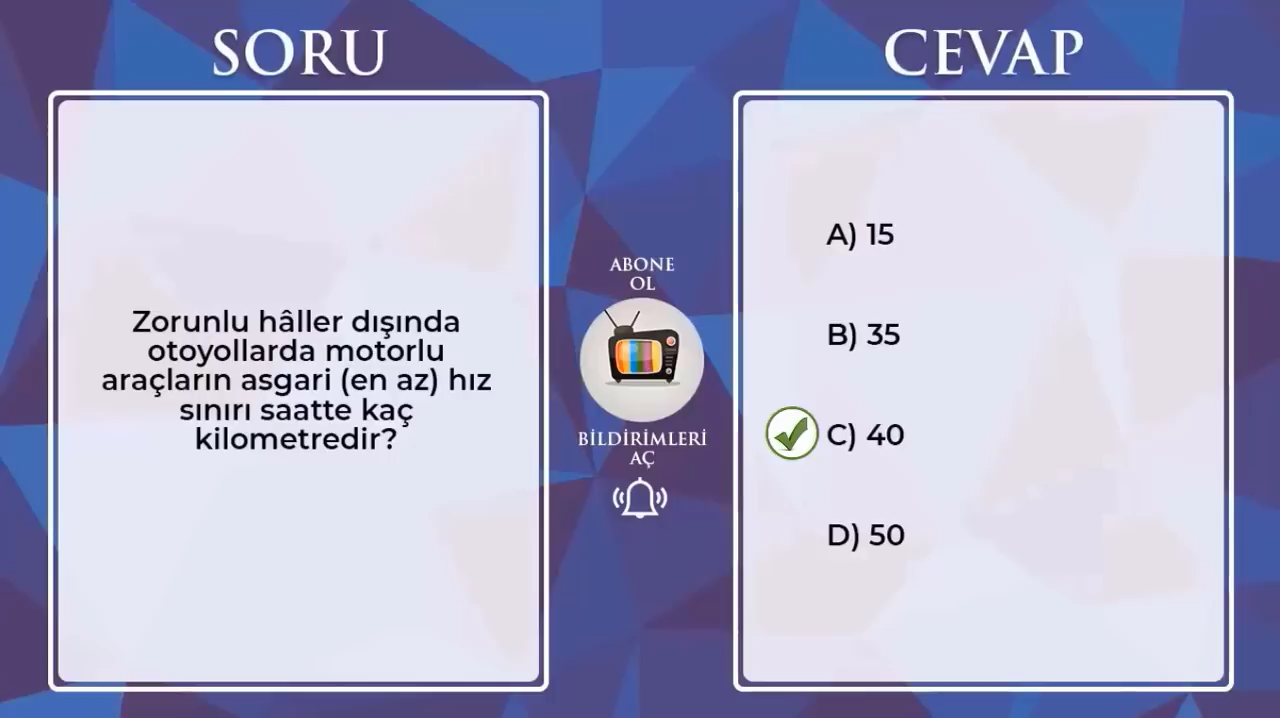 SORU
Zorunlu hâller dışında
otoyollarda motorlu
araçların asgari (en az) hız
sınırı saatte kaç
kilometredir?
ABONE
OL
BİLDİRİMLERİ
AÇ
CEVAP
A) 15
B) 35
C) 40
D) 50